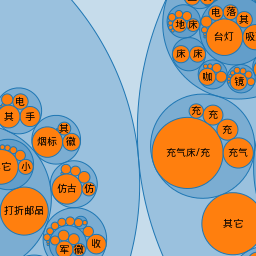 电 落
地 床 其
台灯 吸
床 床
咖 镜
电
其 手
充 充
其 充
烟标 徽
充气床/充 充气
它 小
仿古 仿
打折邮品
其它
收
军 徽